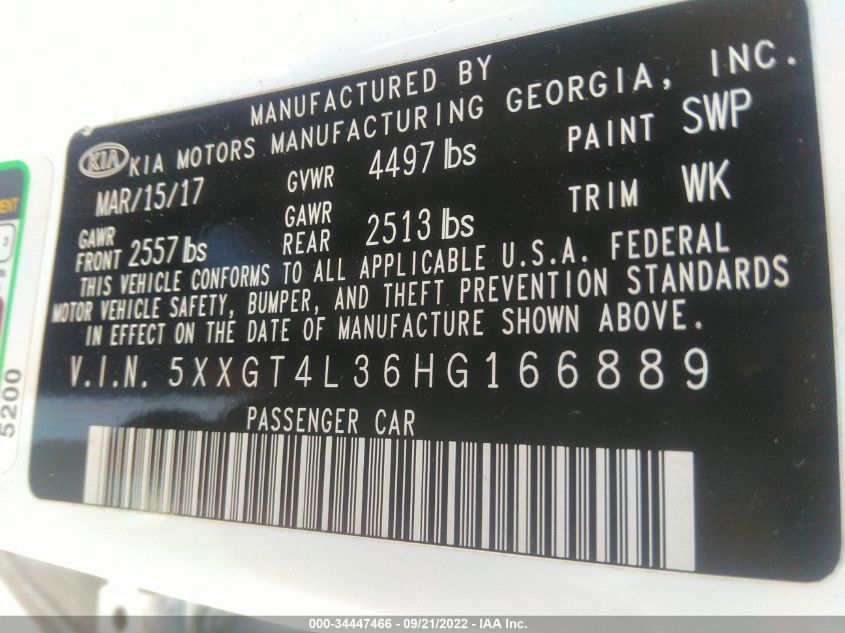 MANUFACTURED BY
KIA KIA MOTORS MANUFACTURING GEORGIA, INC.
MAR/15/17 GVWR 4497 lbs PAINT SWP
GAWR FRONT 2557 lbs GAWR REAR 2513 lbs TRIM WK
THIS VEHICLE CONFORMS TO ALL APPLICABLE U.S.A. FEDERAL
MOTOR VEHICLE SAFETY, BUMPER, AND THEFT PREVENTION STANDARDS
IN EFFECT ON THE DATE OF MANUFACTURE SHOWN ABOVE.
V.I.N. 5XXGT4L36HG166889
PASSENGER CAR
5200
000-34447466 - 09/21/2022 - IAA Inc.